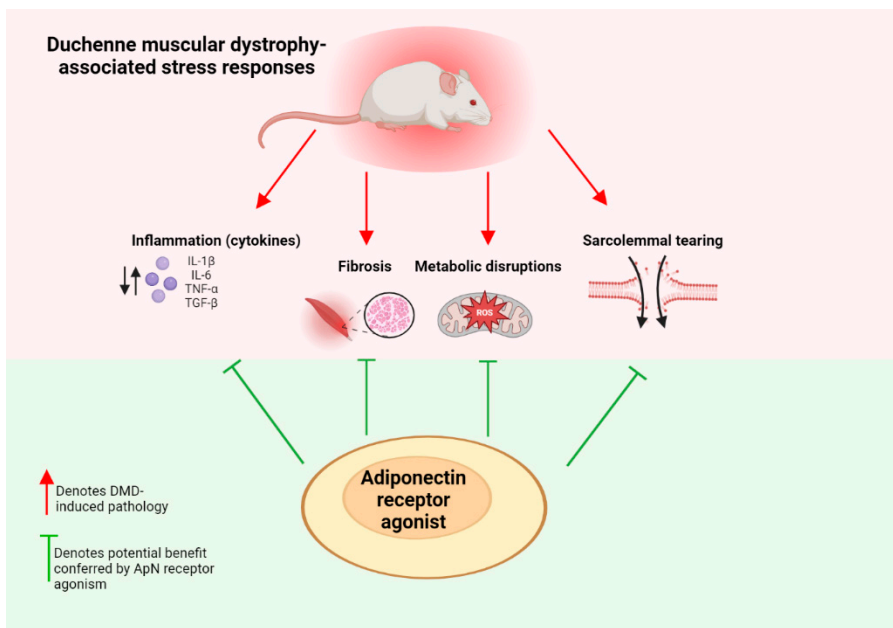 Duchenne muscular dystrophy-
associated stress responses
Inflammation (cytokines)
IL-1β
IL-6
TNF-α
TGF-β
Fibrosis
Metabolic disruptions
ROS
Sarcolemmal tearing
Adiponectin
receptor
agonist
Denotes DMD-
induced pathology
Denotes potential benefit
conferred by ApN receptor
agonism